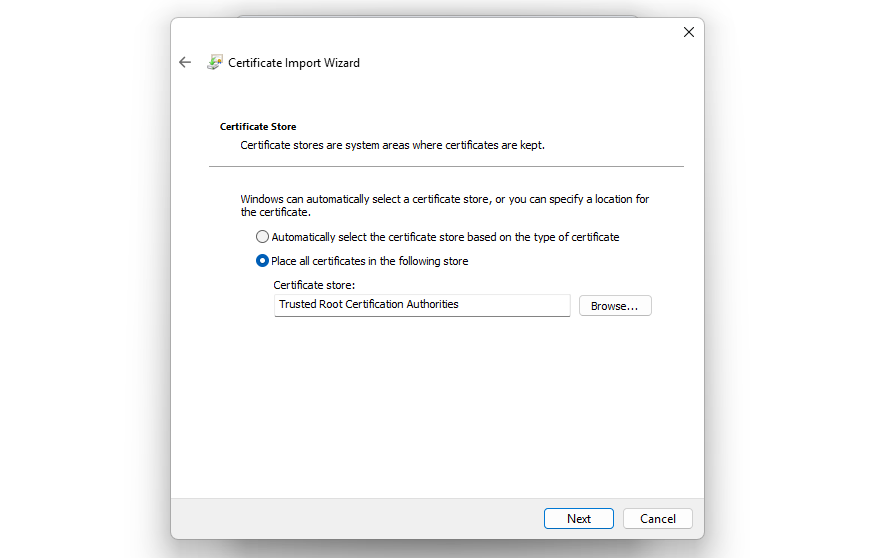 Certificate Import Wizard
Certificate Store
Certificate stores are system areas where certificates are kept.
Windows can automatically select a certificate store, or you can specify a location for
the certificate.
Automatically select the certificate store based on the type of certificate
Place all certificates in the following store
Certificate store:
Trusted Root Certification Authorities
Browse...
Next
Cancel